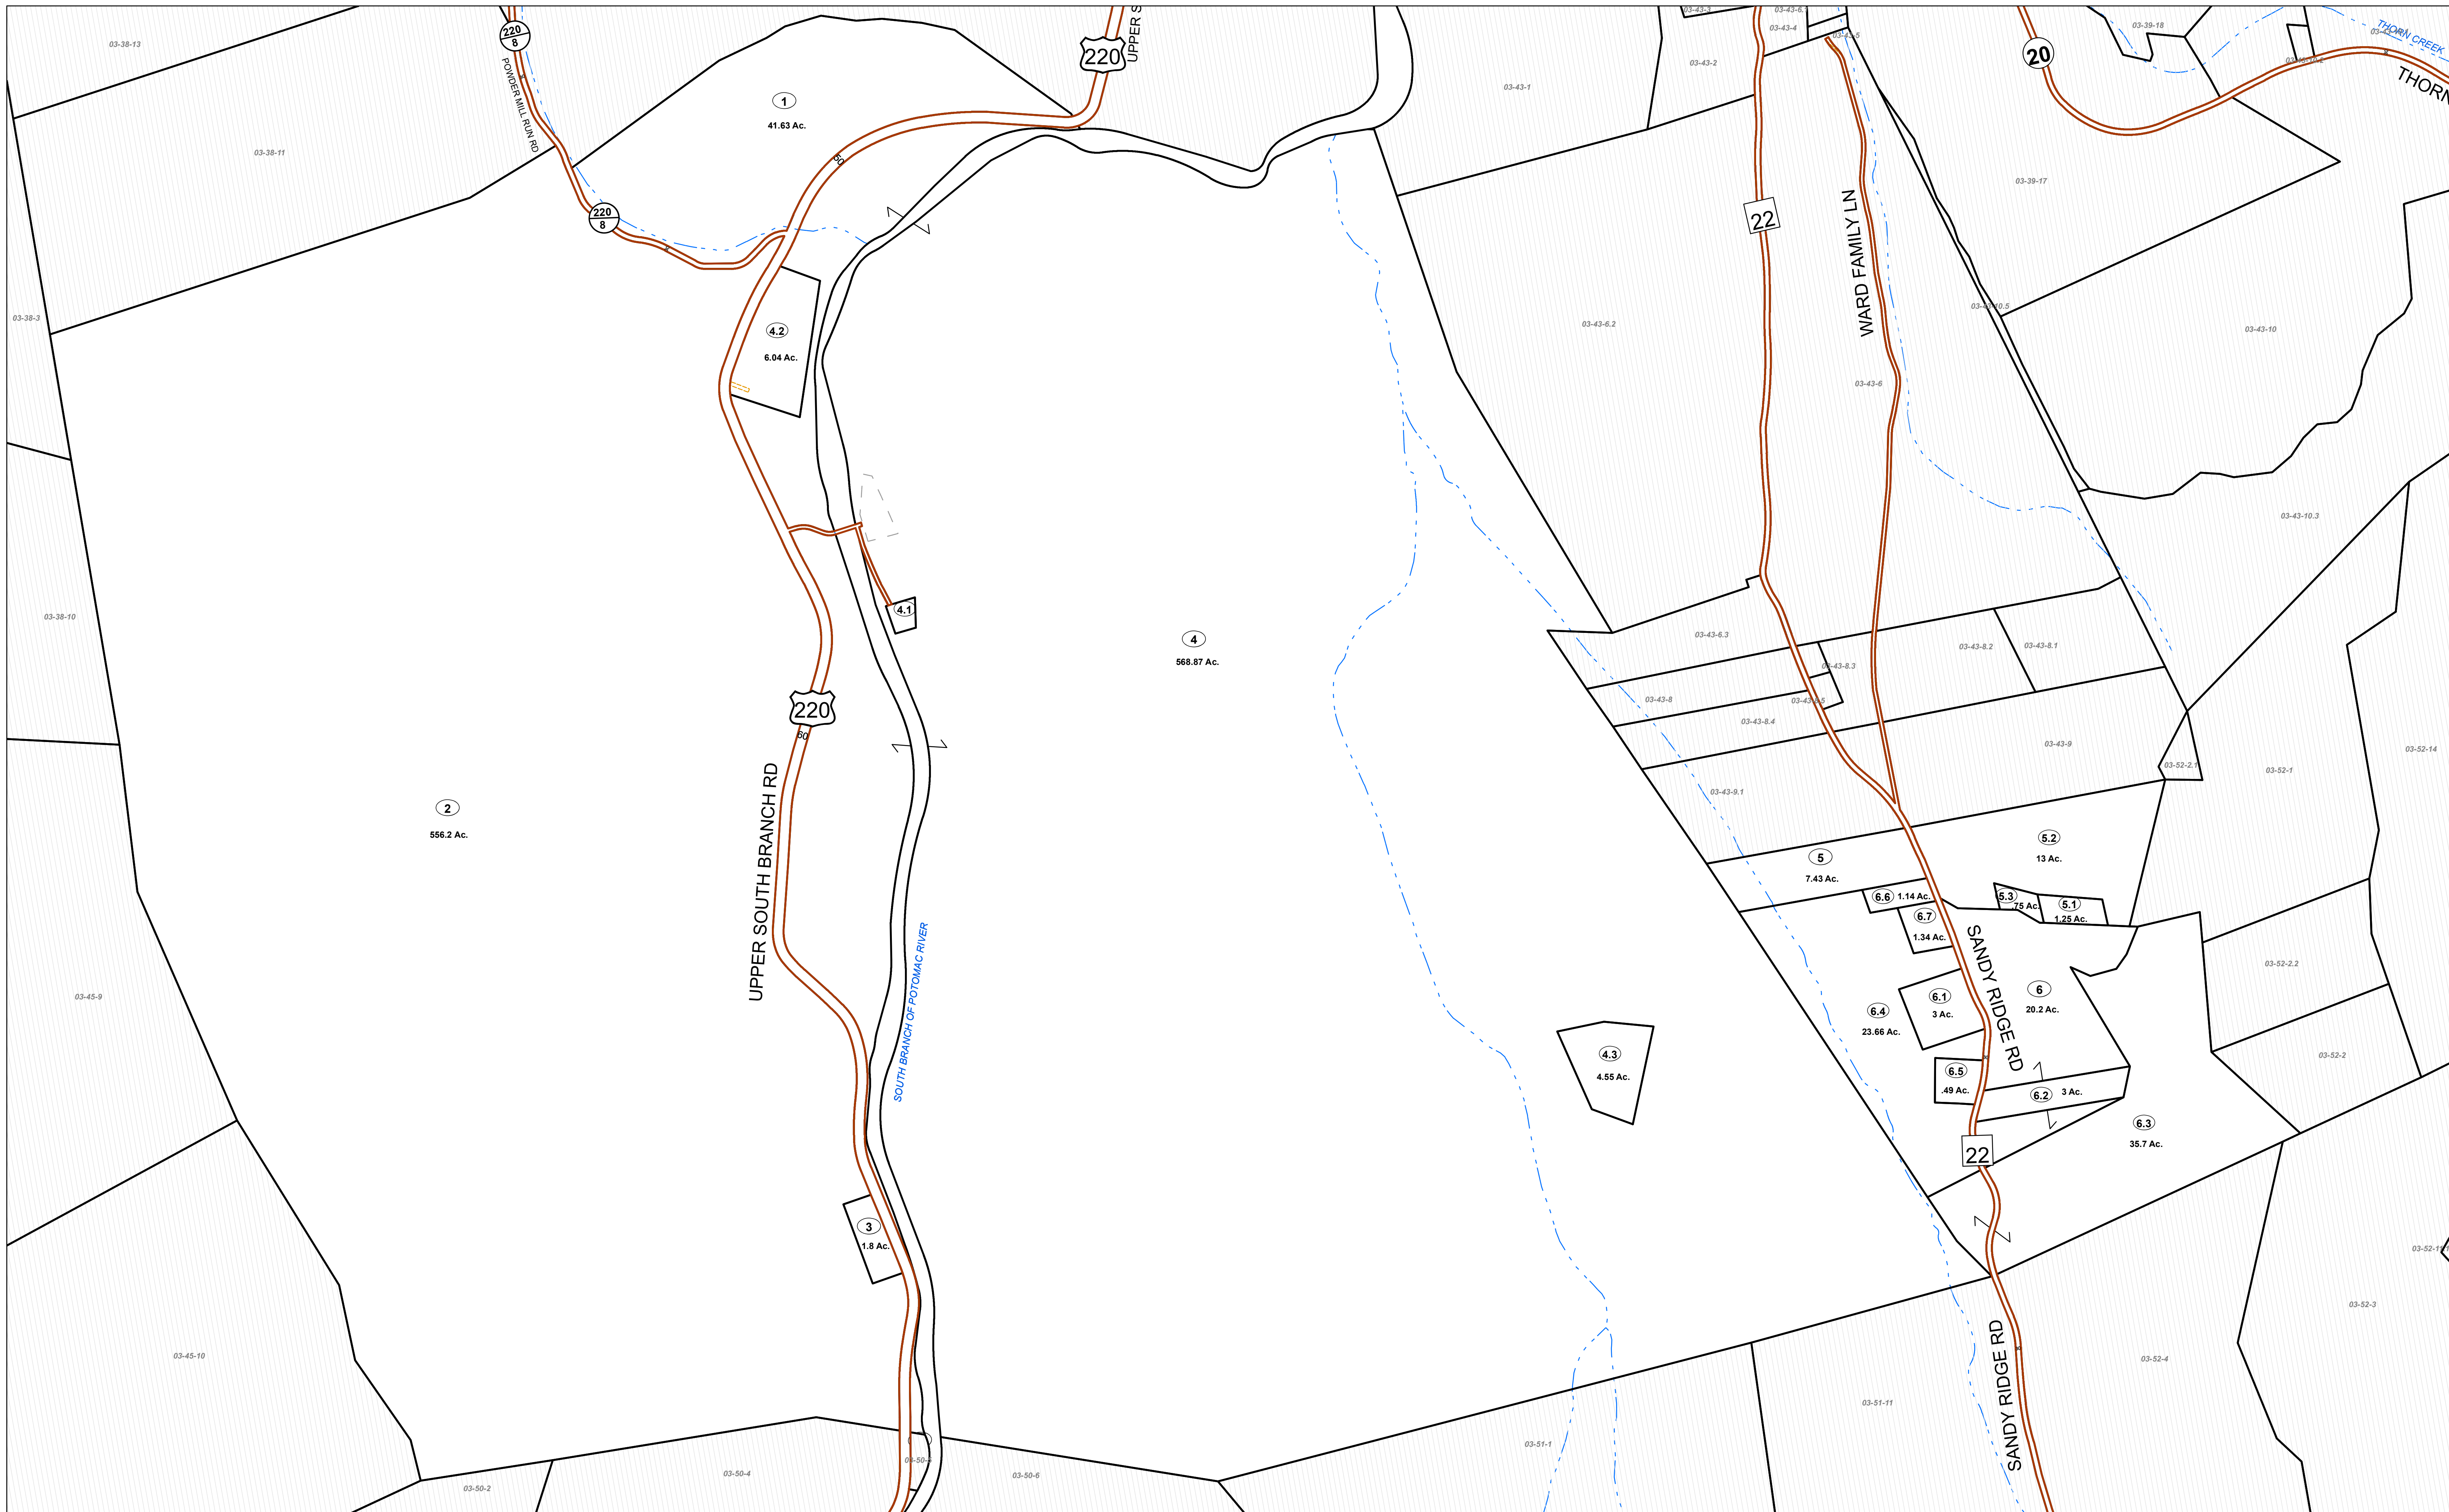 03-38-13
220
8
POWDER MILL RUN RD
1
41.63 Ac.
220
UPPER S
03-43-3
03-43-4
03-43-2
03-43-1
20
03-39-18
THORN CREEK
THORN
03-38-11
60
220
8
22
WARD FAMILY LN
03-39-17
03-38-3
4.2
6.04 Ac.
03-43-6.2
03-43-6
03-43-10
03-43-10.3
03-38-10
4.1
4
568.87 Ac.
03-43-6.3
03-43-8.2
03-43-8.1
03-43-8.3
03-43-8
03-43-8.4
220
60
03-43-9
03-52-2.1
03-52-1
03-52-14
03-43-9.1
2
556.2 Ac.
UPPER SOUTH BRANCH RD
5
7.43 Ac.
5.2
13 Ac.
6.6
1.14 Ac.
5.3
.75 Ac.
5.1
1.25 Ac.
6.7
1.34 Ac.
SANDY RIDGE RD
SOUTH BRANCH OF POTOMAC RIVER
03-52-2.2
03-45-9
6.1
3 Ac.
6
20.2 Ac.
6.4
23.66 Ac.
4.3
4.55 Ac.
6.5
.49 Ac.
6.2
3 Ac.
03-52-2
6.3
35.7 Ac.
22
3
1.8 Ac.
03-52-3
03-45-10
SANDY RIDGE RD
03-52-4
03-51-11
03-51-1
03-50-4
03-50-6
03-50-2